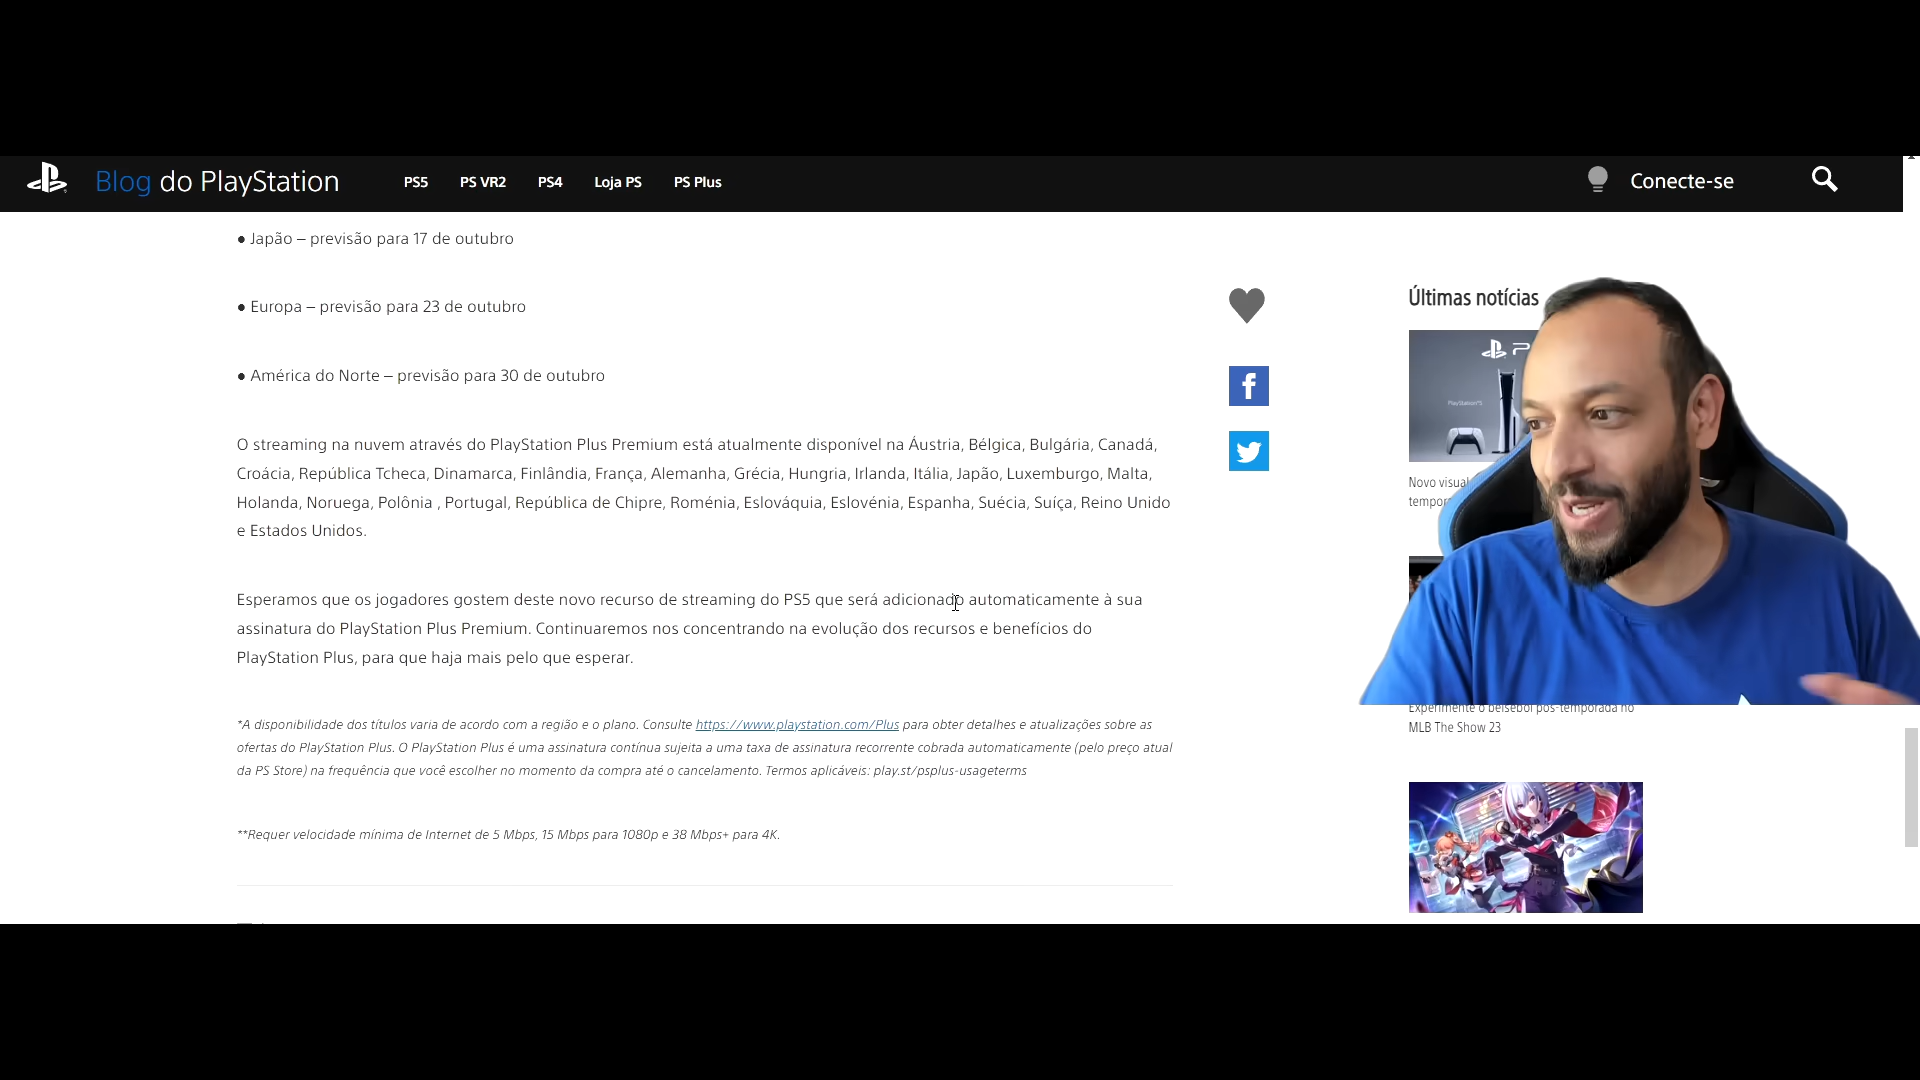 Blog do PlayStation PS5 PS VR2 PS4 Loja PS PS Plus Conecte-se
● Japão – previsão para 17 de outubro
● Europa – previsão para 23 de outubro
● América do Norte – previsão para 30 de outubro
O streaming na nuvem através do PlayStation Plus Premium está atualmente disponível na Áustria, Bélgica, Bulgária, Canadá,
Croácia, República Tcheca, Dinamarca, Finlândia, França, Alemanha, Grécia, Hungria, Irlanda, Itália, Japão, Luxemburgo, Malta,
Holanda, Noruega, Polônia , Portugal, República de Chipre, Roménia, Eslováquia, Eslovénia, Espanha, Suécia, Suíça, Reino Unido
e Estados Unidos.
Esperamos que os jogadores gostem deste novo recurso de streaming do PS5 que será adicionado automaticamente à sua
assinatura do PlayStation Plus Premium. Continuaremos nos concentrando na evolução dos recursos e benefícios do
PlayStation Plus, para que haja mais pelo que esperar.
*A disponibilidade dos títulos varia de acordo com a região e o plano. Consulte https://www.playstation.com/Plus para obter detalhes e atualizações sobre as
ofertas do PlayStation Plus. O PlayStation Plus é uma assinatura contínua sujeita a uma taxa de assinatura recorrente cobrada automaticamente (pelo preço atual
da PS Store) na frequência que você escolher no momento da compra até o cancelamento. Termos aplicáveis: play.st/psplus-usageterms
**Requer velocidade mínima de Internet de 5 Mbps, 15 Mbps para 1080p e 38 Mbps+ para 4K.
Últimas notícias
PlayStation5
Novo visual
Experimente o beisebol pós-temporada no
MLB The Show 23